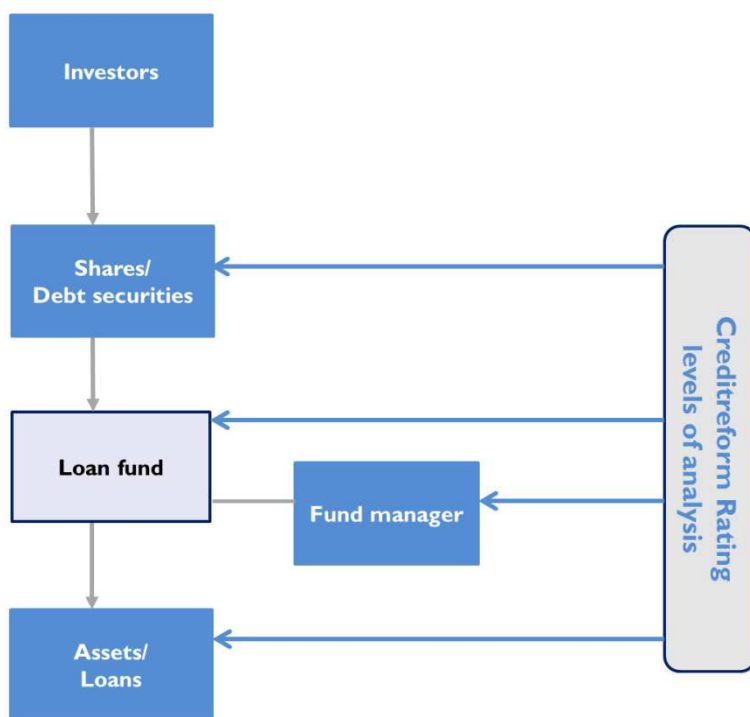 Investors
Shares/
Debt securities
Loan fund
Fund manager
Assets/
Loans
Creditreform Rating
levels of analysis